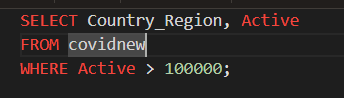 SELECT Country_Region, Active
FROM covidnew
WHERE Active > 100000;